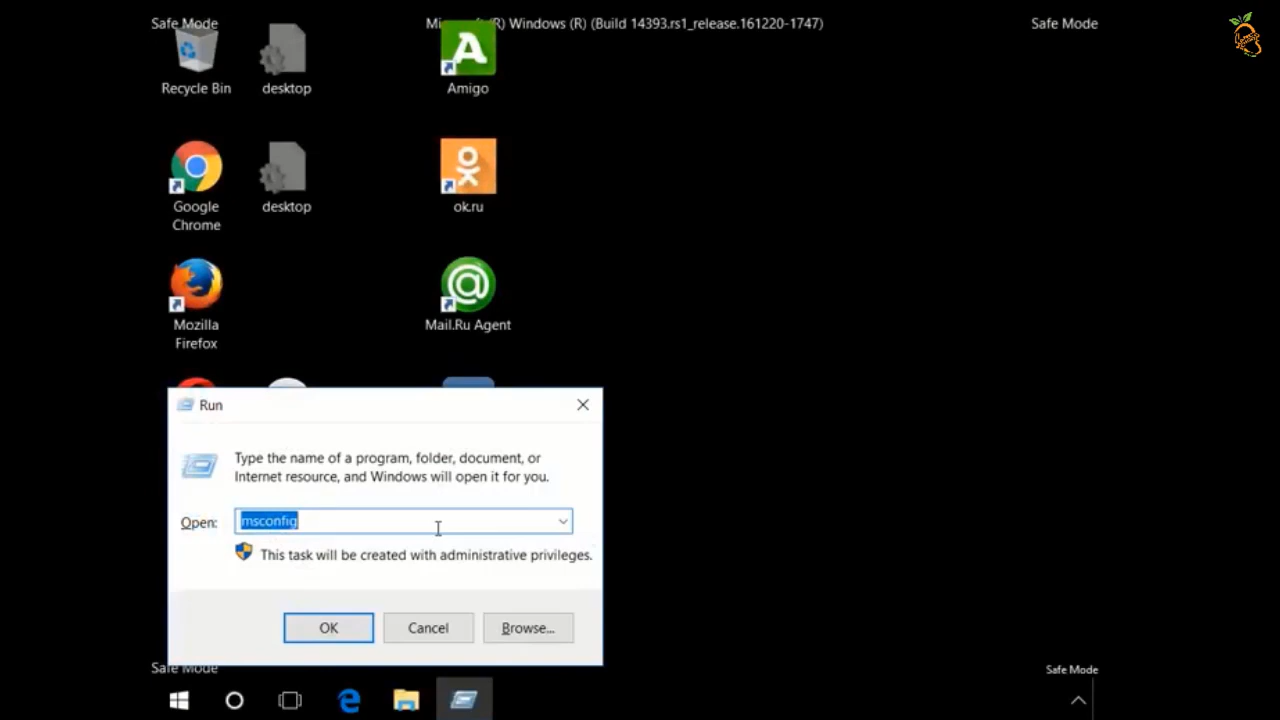 Safe Mode
Windows (R) (Build 14393.rs1_release.161220-1747)
Safe Mode
Recycle Bin
desktop
Amigo
Google
Chrome
desktop
ok.ru
Mozilla
Firefox
Mail.Ru Agent
Run
Type the name of a program, folder, document, or
Internet resource, and Windows will open it for you.
Open:
msconfig
This task will be created with administrative privileges.
OK
Cancel
Browse...
Safe Mode
Safe Mode